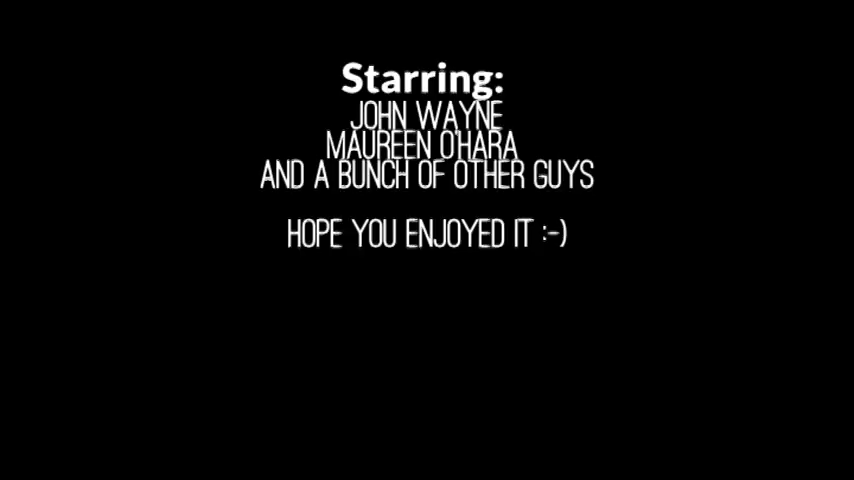 Starring:
JOHN WAYNE
MAUREEN O'HARA
AND A BUNCH OF OTHER GUYS
HOPE YOU ENJOYED IT :-)